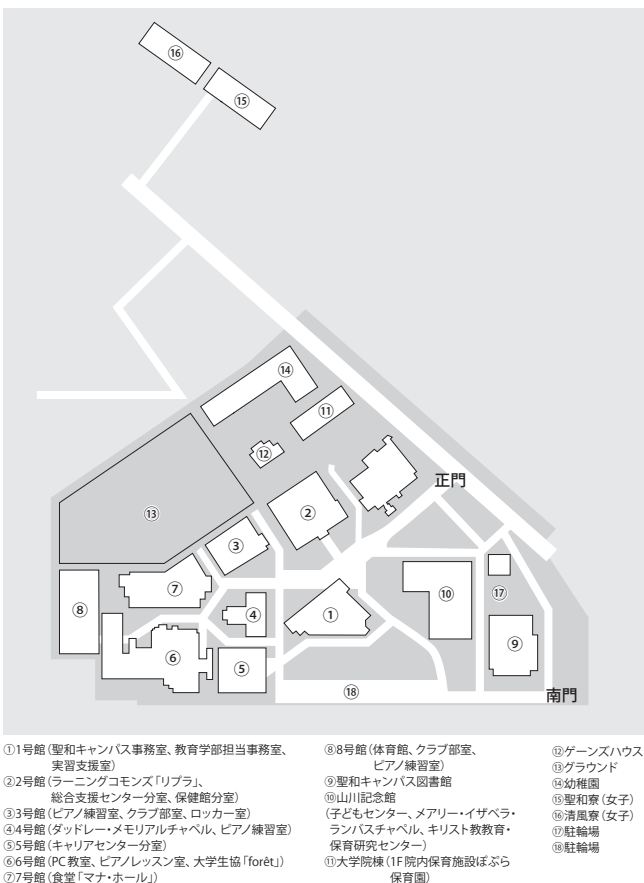 ⑯
⑮
⑭
⑪
⑫
正門
⑬
②
③
⑦
⑩
⑰
⑧
④
①
⑨
⑥
⑤
⑱
南門
①1号館(聖和キャンパス事務室、教育学部担当事務室、
実習支援室)
②2号館(ラーニングコモンズ「リブラ」、
総合支援センター分室、保健館分室)
③3号館(ピアノ練習室、クラブ部室、ロッカー室)
④4号館(ダッドレー・メモリアルチャペル、ピアノ練習室)
⑤5号館(キャリアセンター分室)
⑥6号館(PC教室、ピアノレッスン室、大学生協「forêt」)
⑦7号館(食堂「マナ・ホール」)
⑧8号館(体育館、クラブ部室、
ピアノ練習室)
⑨聖和キャンパス図書館
⑩山川記念館
(子どもセンター、メアリー・イザベラ・
ランバスチャペル、キリスト教教育・
保育研究センター)
⑪大学院棟(1F 院内保育施設ぽぷら
保育園)
⑫ゲーンズハウス
⑬グラウンド
⑭幼稚園
⑮聖和寮(女子)
⑯清風寮(女子)
⑰駐輪場
⑱駐輪場